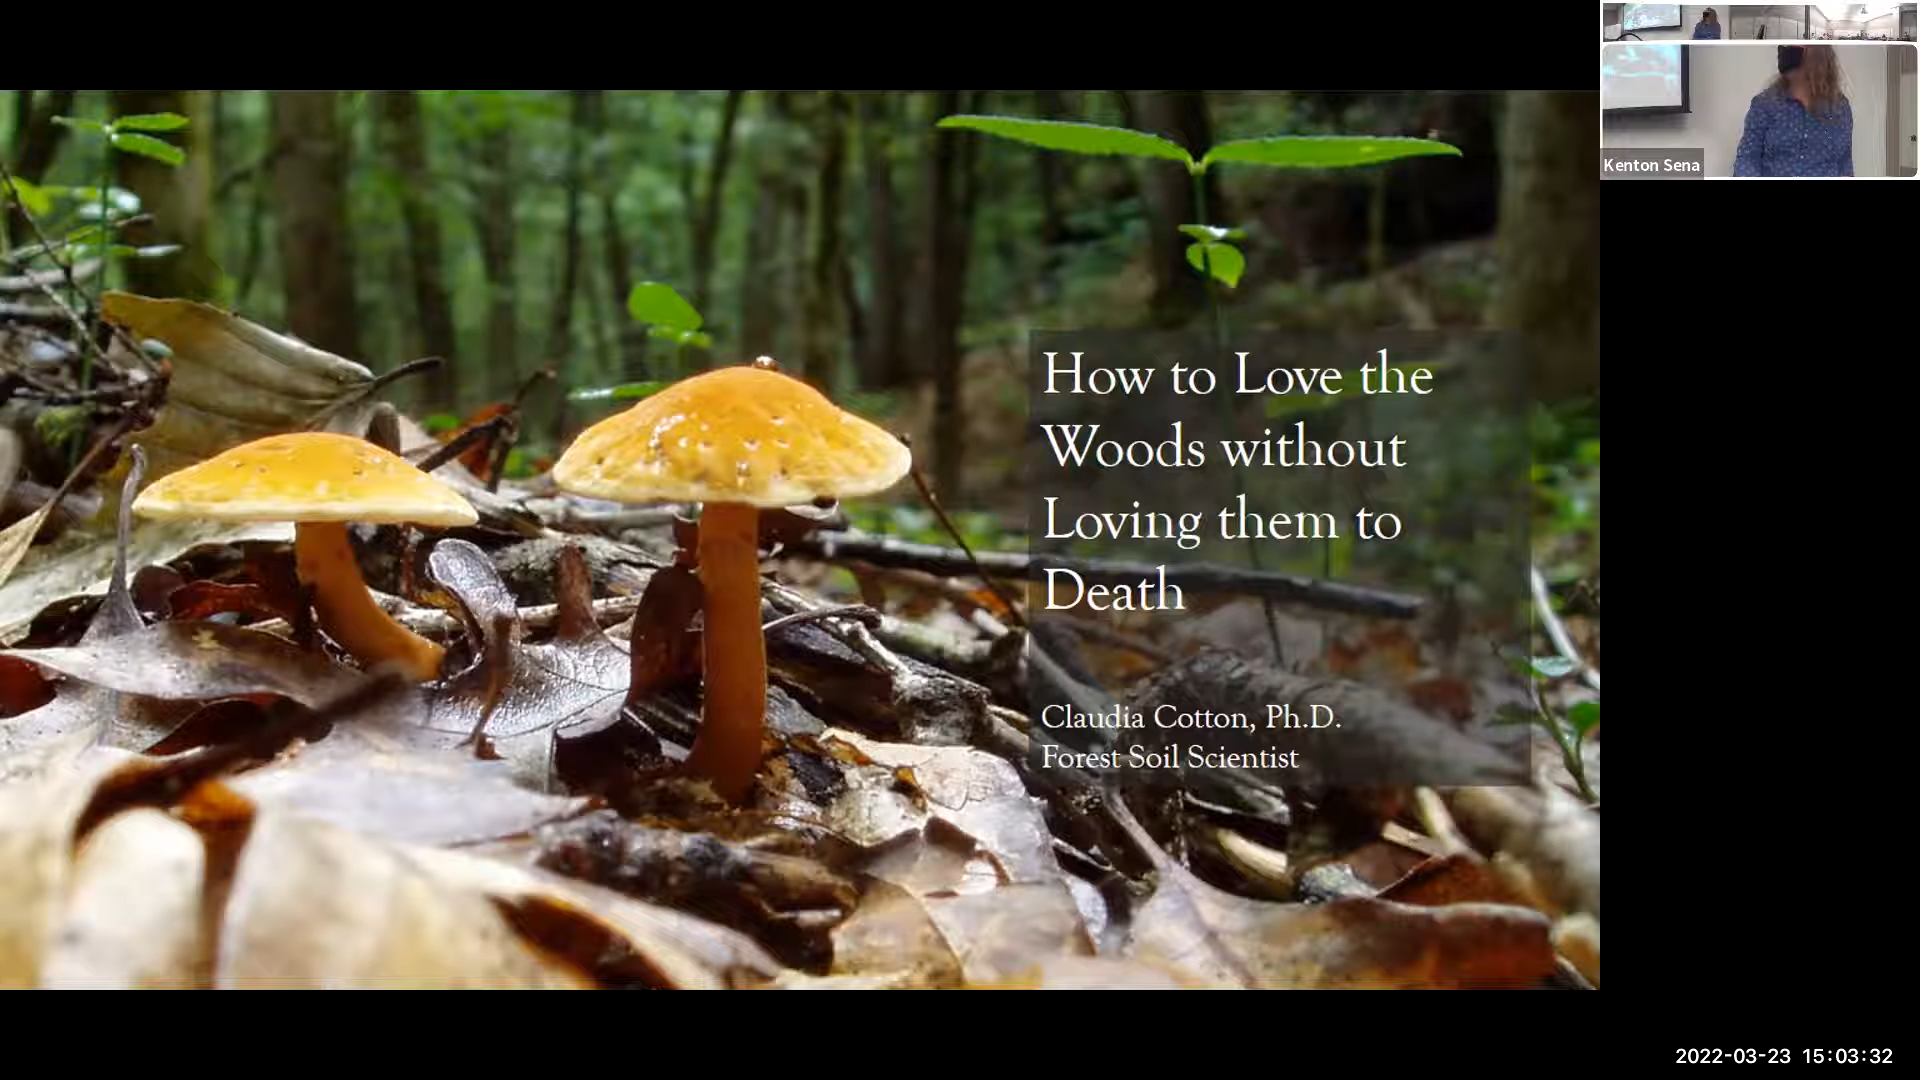 Kenton Sena
How to Love the
Woods without
Loving them to
Death
Claudia Cotton, Ph.D.
Forest Soil Scientist
2022-03-23 15:03:32